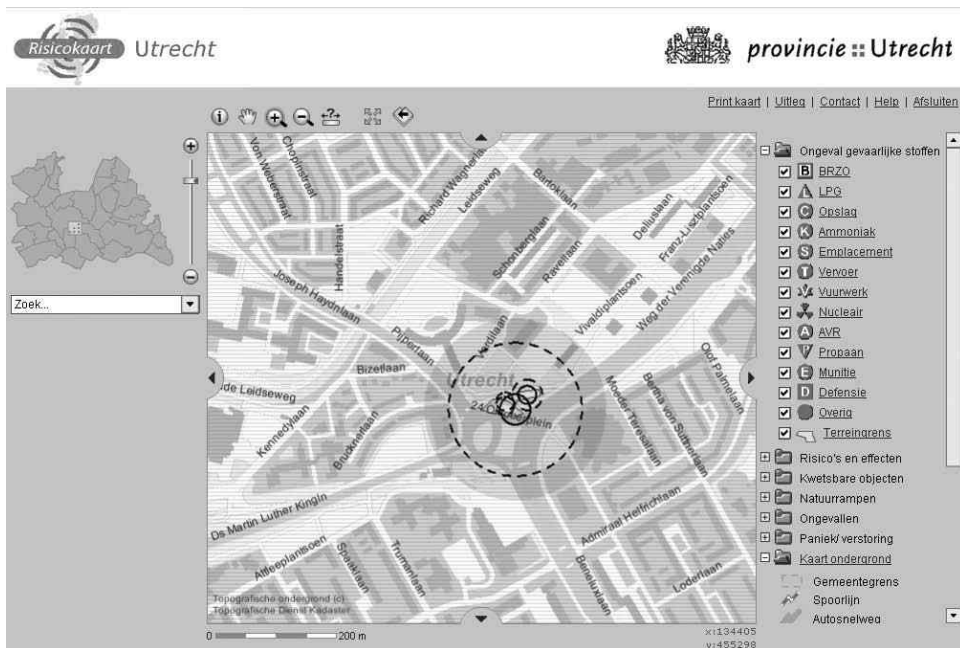 Risicokaart Utrecht
provincie :: Utrecht
Print kaart | Uitleg | Contact | Help | Afsluiten
Zoek...
Von Weberstraat
Chopinstraat
Richard Wagnerla
Leidseweg
Bartoklaan
Handelstraat
Schonberglaan
Ravellaan
Deliuslaan
Franz-Lisztplantsoen
Joseph Haydnlaan
Vivaldiplantsoen
Weg der Verenigde Naties
Pijperlaan
Verdilaan
Bizetlaan
Utrecht
de Leidseweg
24 Oktoberplein
Olof Palmelaan
Kennedylaan
Brucknerlaan
Moeder Teresalaan
Bertha von Suttnerlaan
Ds Martin Luther Kingln
Admiraal Helfrichlaan
Attleeplantsoen
Spaaklaan
Trumanlaan
Beneluxlaan
Loderlaan
Topografische ondergrond (c)
Topografische Dienst Kadaster
0 200 m
x:134405
y:455298
Ongeval gevaarlijke stoffen
B BRZO
LPG
C Opslag
K Ammoniak
S Emplacement
T Vervoer
Vuurwerk
Nucleair
A AVR
P Propaan
E Munitie
D Defensie
Overig
Terreingrens
Risico's en effecten
Kwetsbare objecten
Natuurrampen
Ongevallen
Paniek/verstoring
Kaart ondergrond
Gemeentegrens
Spoorlijn
Autosnelweg